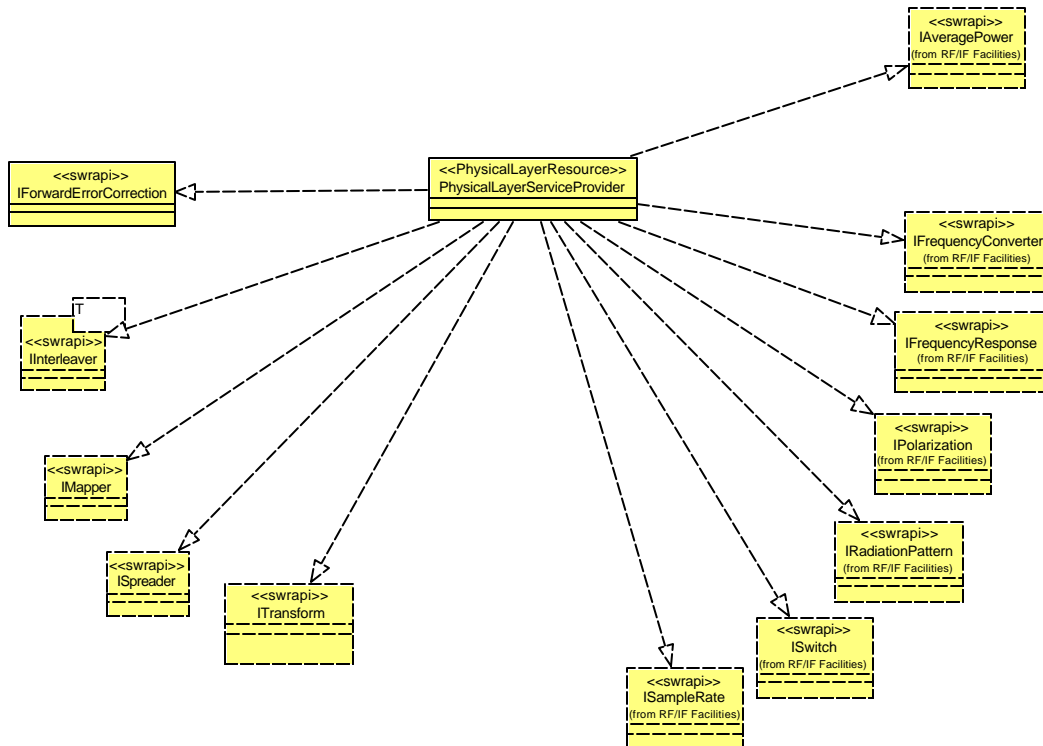 <<swrapi>>
IAveragePower
(from RF/IF Facilities)
<<PhysicalLayerResource>>
PhysicalLayerServiceProvider
<<swrapi>>
IForwardErrorCorrection
<<swrapi>>
IFrequencyConverter
(from RF/IF Facilities)
T
<<swrapi>>
IInterleaver
<<swrapi>>
IFrequencyResponse
(from RF/IF Facilities)
<<swrapi>>
IPolarization
(from RF/IF Facilities)
<<swrapi>>
IMapper
<<swrapi>>
IRadiationPattern
(from RF/IF Facilities)
<<swrapi>>
ISpreader
<<swrapi>>
ITransform
<<swrapi>>
ISwitch
(from RF/IF Facilities)
<<swrapi>>
ISampleRate
(from RF/IF Facilities)